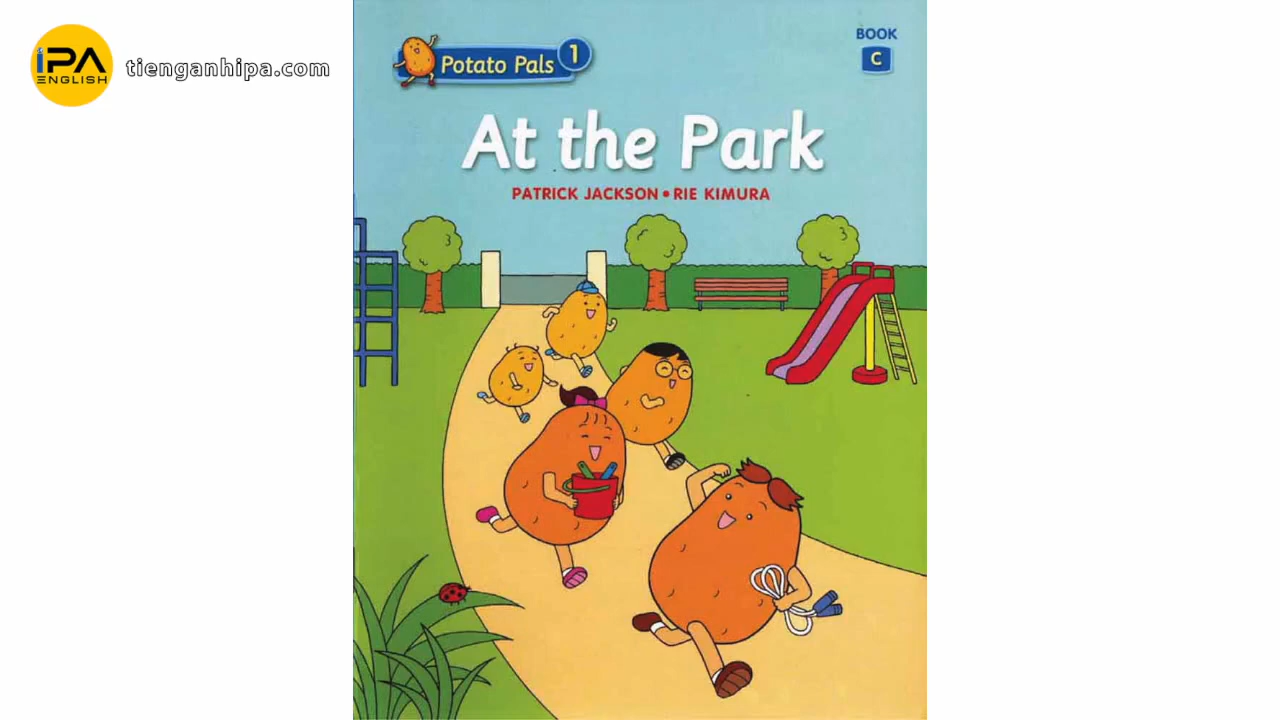 iPA
ENGLISH
tienganhipa.com
Potato Pals 1
BOOK
C
At the Park
PATRICK JACKSON • RIE KIMURA